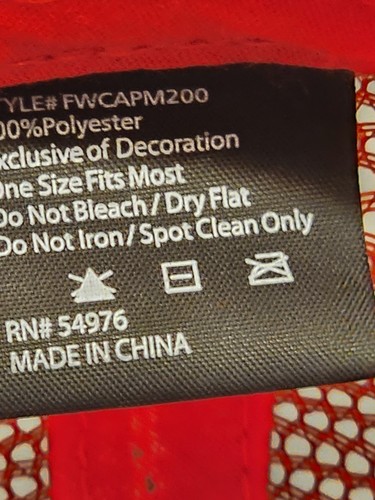 TYLE# FWCAPM200
00%Polyester
xclusive of Decoration
One Size Fits Most
Do Not Bleach / Dry Flat
Do Not Iron / Spot Clean Only
RN# 54976
MADE IN CHINA